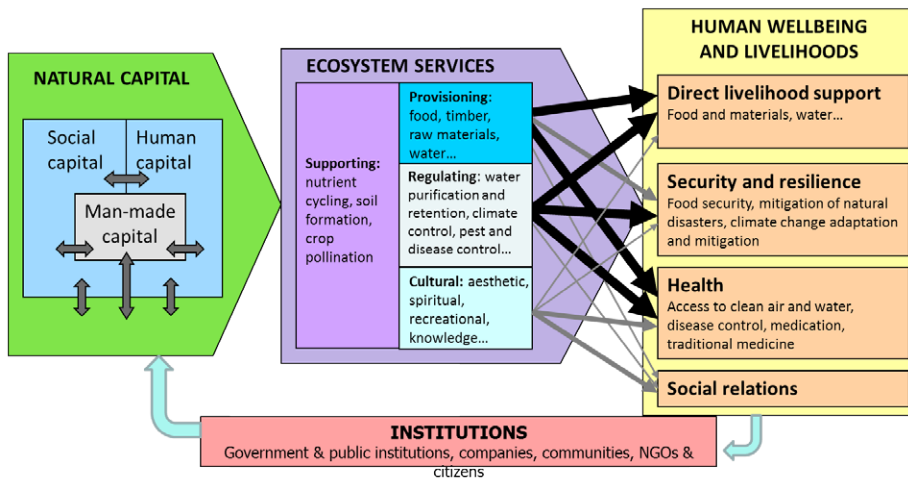 NATURAL CAPITAL
Social
capital
Human
capital
Man-made
capital
ECOSYSTEM SERVICES
Supporting:
nutrient
cycling, soil
formation,
crop
pollination
Provisioning:
food, timber,
raw materials,
water…
Regulating: water
purification and
retention, climate
control, pest and
disease control…
Cultural: aesthetic,
spiritual,
recreational,
knowledge…
HUMAN WELLBEING
AND LIVELIHOODS
Direct livelihood support
Food and materials, water…
Security and resilience
Food security, mitigation of natural
disasters, climate change adaptation
and mitigation
Health
Access to clean air and water,
disease control, medication,
traditional medicine
Social relations
INSTITUTIONS
Government & public institutions, companies, communities, NGOs &
citizens